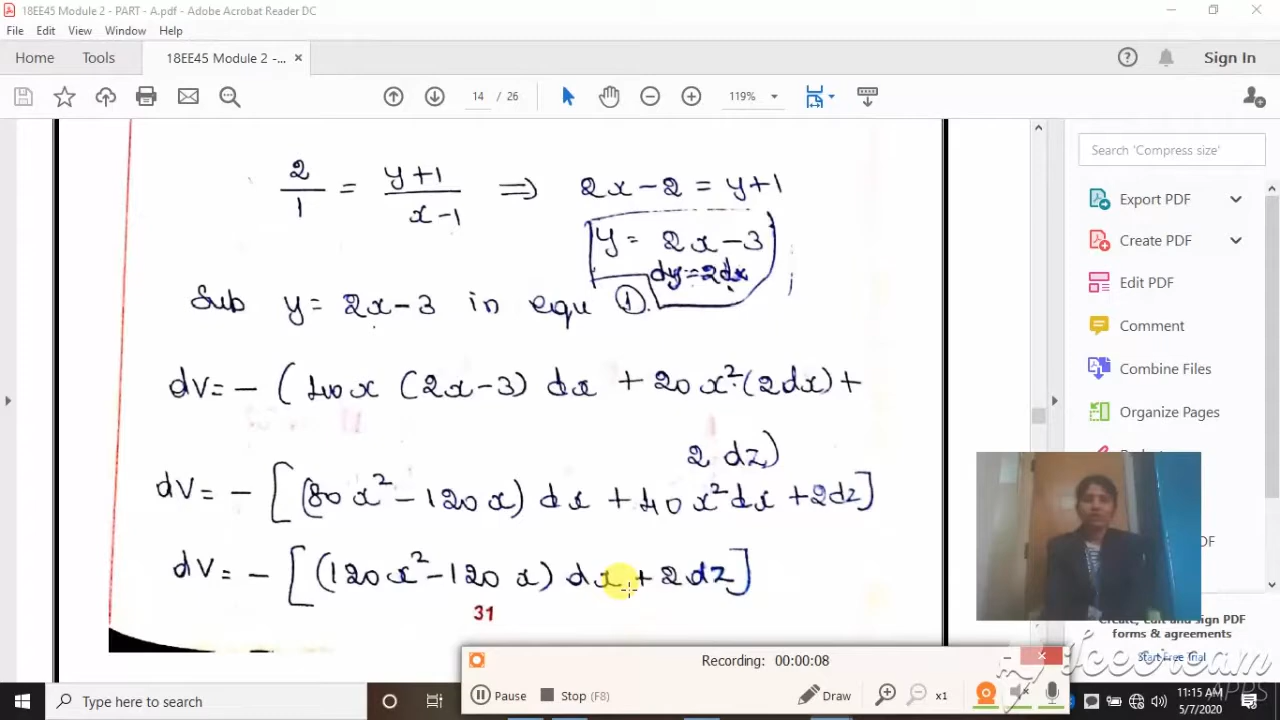 18EE45 Module 2 - PART - A.pdf - Adobe Acrobat Reader DC
File Edit View Window Help
Home Tools 18EE45 Module 2 -... × Sign In
14 / 26 119%
2/1 = y+1/x-1 ⇒ 2x-2 = y+1
y = 2x-3
dy=2dx
Sub y= 2x-3 in equ ①.
dV= -(40x (2x-3) dx + 20x²(2dx)+
2 dz)
dV= -[(80x²-120x) dx +40x²dx +2dz]
dV= -[(120x²-120x) dx +2dz]
31
Search 'Compress size'
Export PDF
Create PDF
Edit PDF
Comment
Combine Files
Organize Pages
Create, edit and sign PDF
forms & agreements
Start Free Trial
Recording: 00:00:08
Pause Stop (F8) Draw x1
Icecream
APPS
Type here to search
11:15 AM
5/7/2020